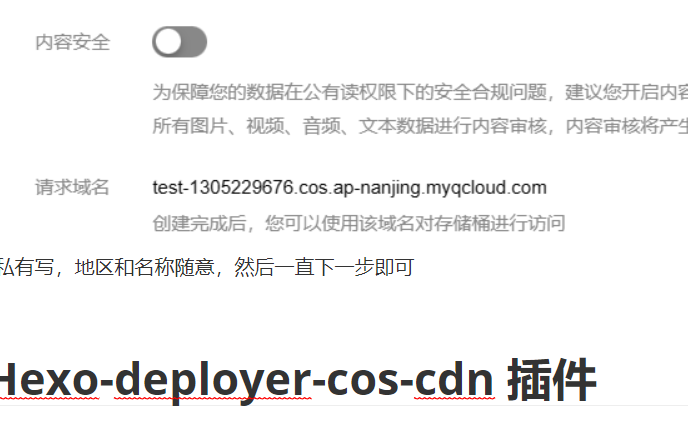 内容安全
为保障您的数据在公有读权限下的安全合规问题，建议您开启内容
所有图片、视频、音频、文本数据进行内容审核，内容审核将产生
请求域名 test-1305229676.cos.ap-nanjing.myqcloud.com
创建完成后，您可以使用该域名对存储桶进行访问
私有写，地区和名称随意，然后一直下一步即可
Hexo-deployer-cos-cdn 插件